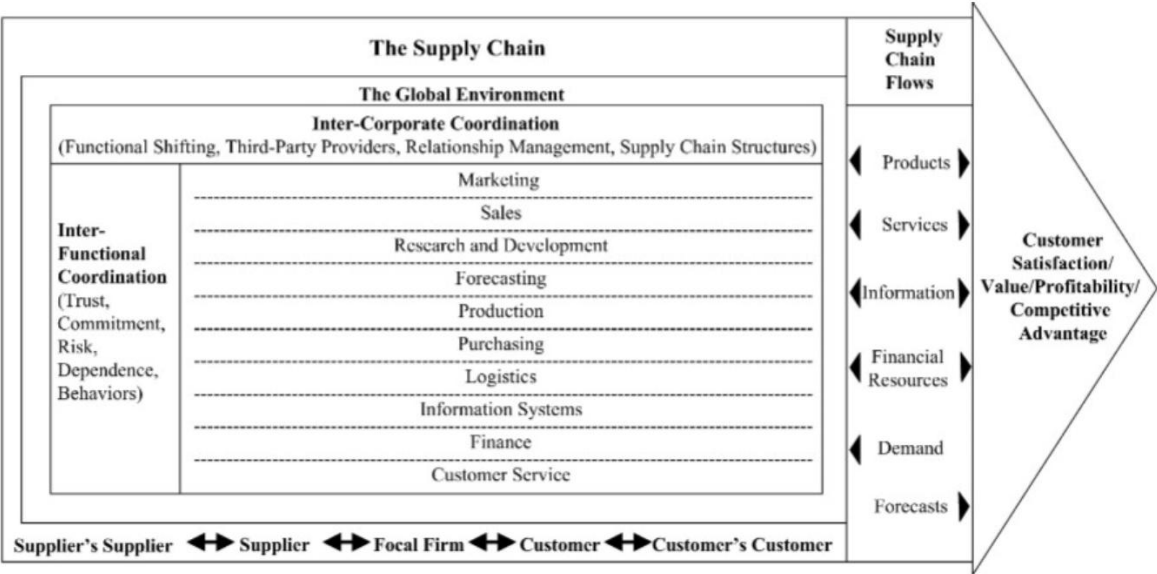 The Supply Chain
Supply
Chain
Flows
The Global Environment
Inter-Corporate Coordination
(Functional Shifting, Third-Party Providers, Relationship Management, Supply Chain Structures)
Inter-
Functional
Coordination
(Trust,
Commitment,
Risk,
Dependence,
Behaviors)
Marketing
Sales
Research and Development
Forecasting
Production
Purchasing
Logistics
Information Systems
Finance
Customer Service
Products
Services
Information
Financial
Resources
Demand
Forecasts
Customer
Satisfaction/
Value/Profitability/
Competitive
Advantage
Supplier's Supplier Supplier Focal Firm Customer Customer's Customer